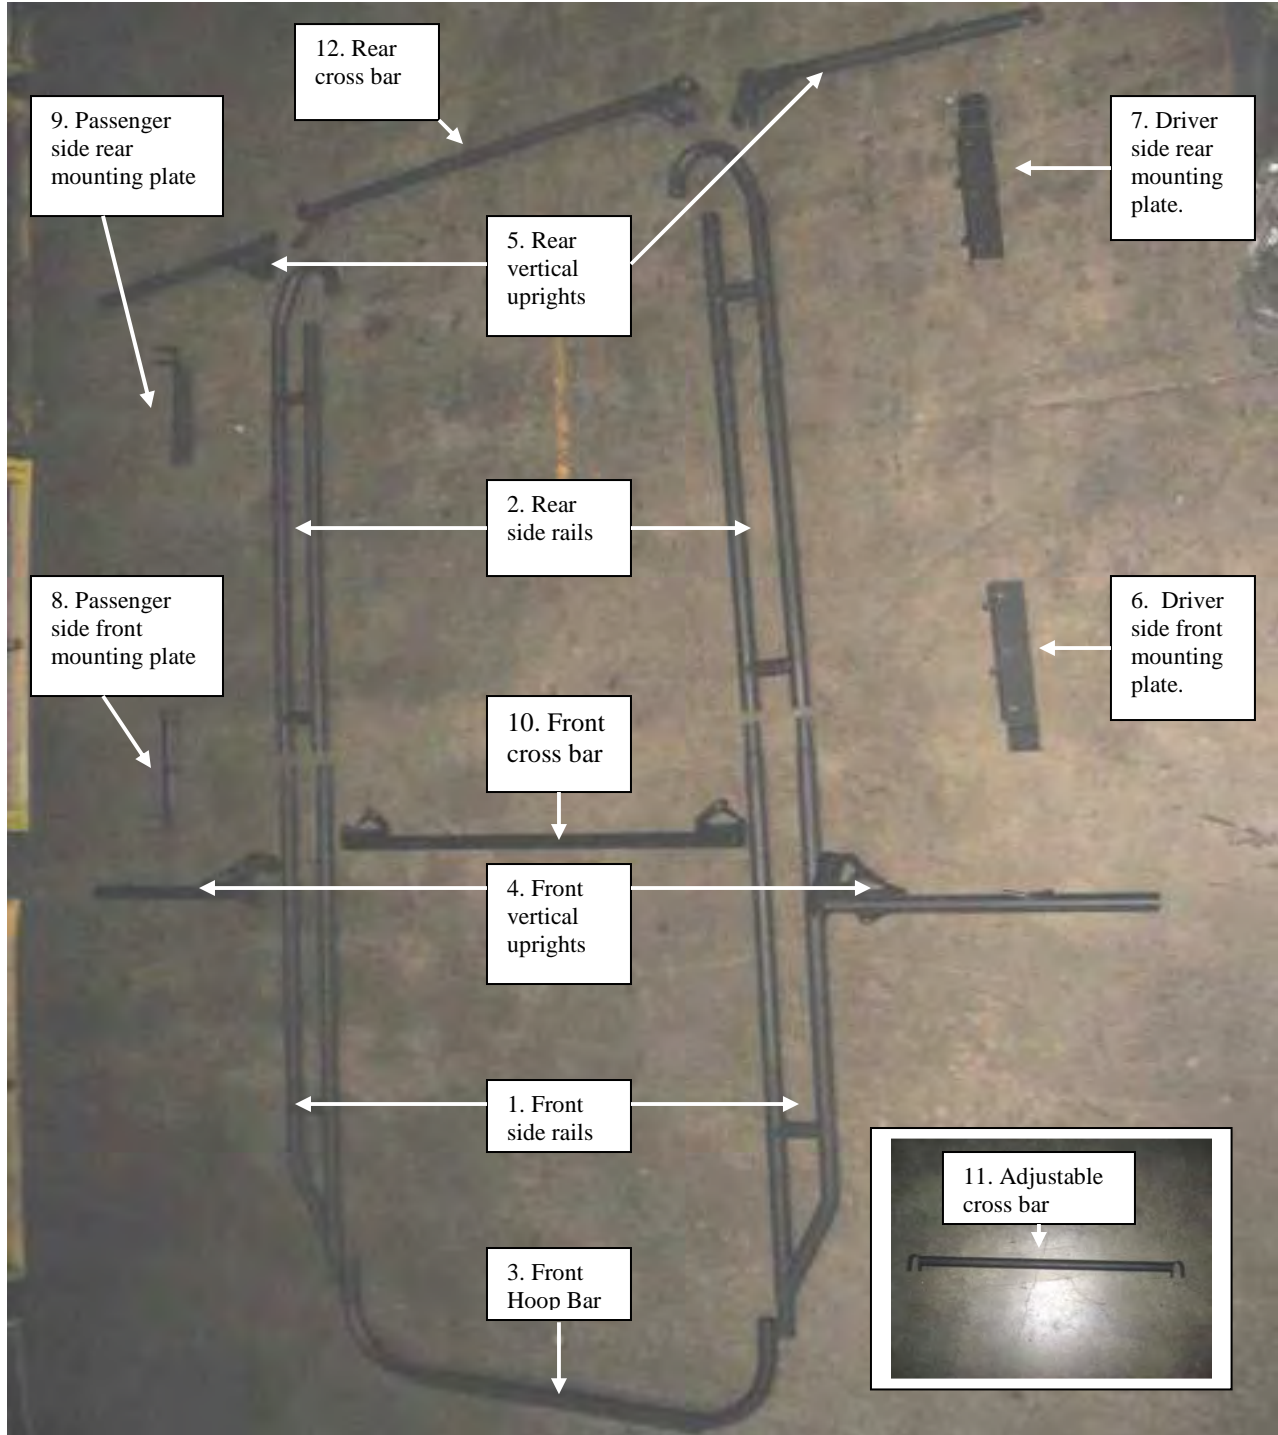 12. Rear
cross bar
9. Passenger
side rear
mounting plate
7. Driver
side rear
mounting
plate.
5. Rear
vertical
uprights
2. Rear
side rails
8. Passenger
side front
mounting plate
6.  Driver
side front
mounting
plate.
10. Front
cross bar
4. Front
vertical
uprights
1. Front
side rails
11. Adjustable
cross bar
3. Front
Hoop Bar